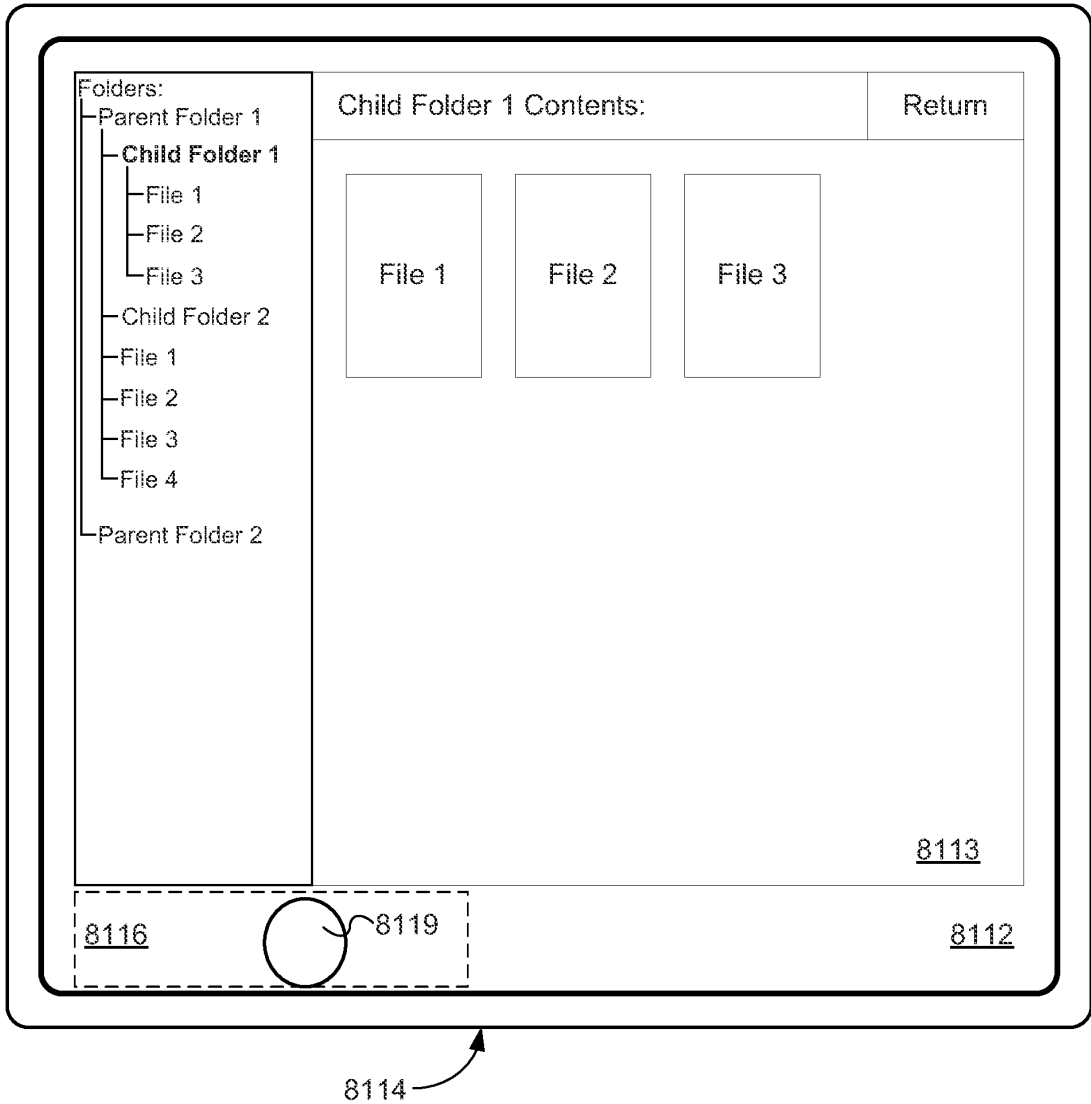 Folders:
Parent Folder 1
Child Folder 1
File 1
File 2
File 3
Child Folder 2
File 1
File 2
File 3
File 4
Parent Folder 2
Child Folder 1 Contents:
Return
File 1
File 2
File 3
8113
8116
8119
8112
8114